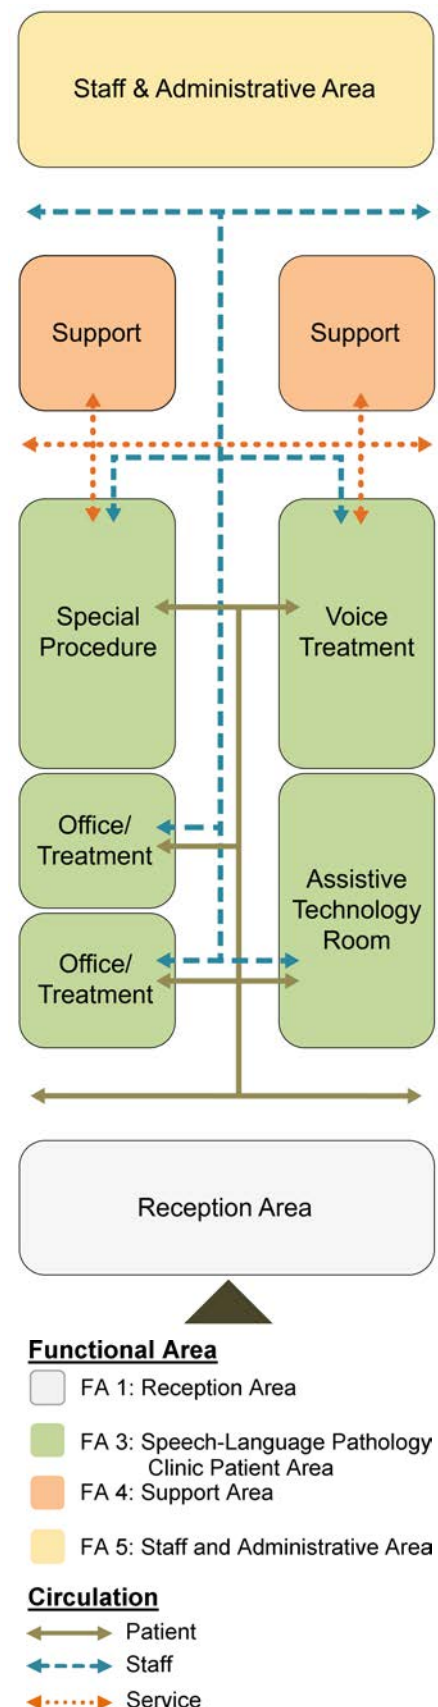 Staff & Administrative Area
Support
Support
Special
Procedure
Voice
Treatment
Office/
Treatment
Assistive
Technology
Room
Office/
Treatment
Reception Area
Functional Area
FA 1: Reception Area
FA 3: Speech-Language Pathology
Clinic Patient Area
FA 4: Support Area
FA 5: Staff and Administrative Area
Circulation
Patient
Staff
Service